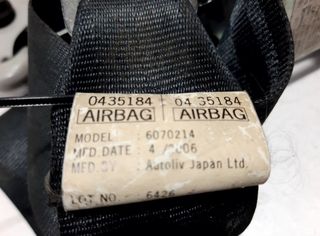 0435184 04 35184
AIRBAG AIRBAG
MODEL : 6070214
MFD.DATE : 4 /2006
MFD.BY : Autoliv Japan Ltd.
LOT NO. : 6426